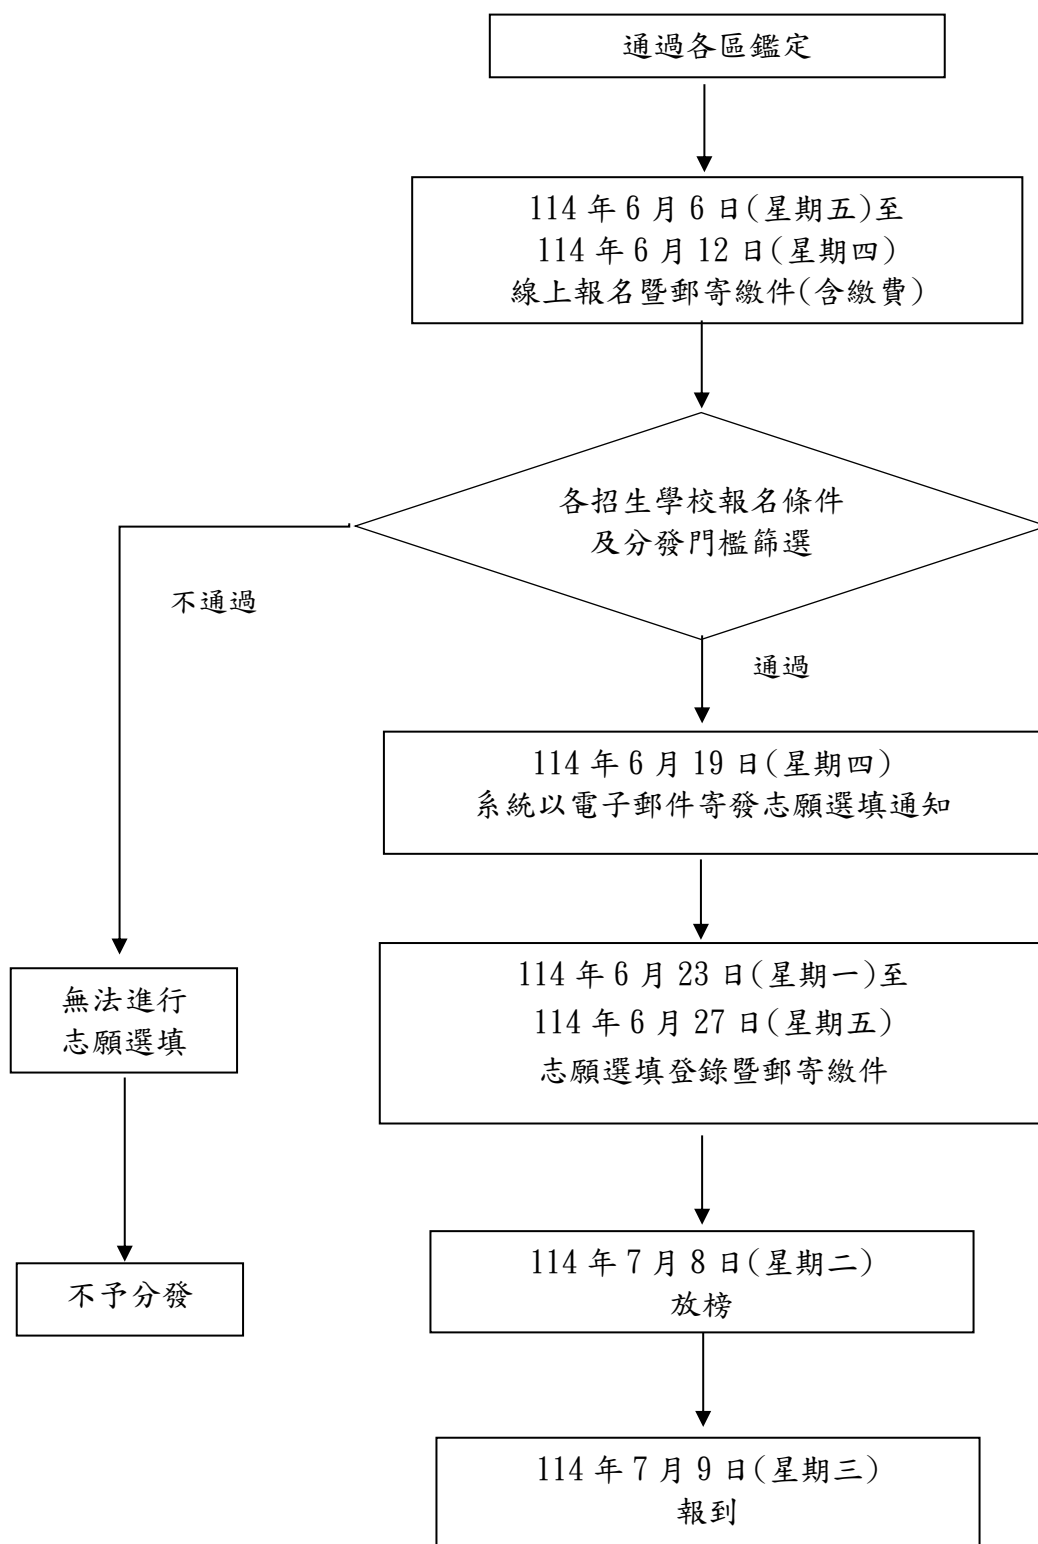 通過各區鑑定
114 年 6 月 6 日(星期五)至
114 年 6 月 12 日(星期四)
線上報名暨郵寄繳件(含繳費)
各招生學校報名條件
及分發門檻篩選
不通過
通過
114 年 6 月 19 日(星期四)
系統以電子郵件寄發志願選填通知
114 年 6 月 23 日(星期一)至
114 年 6 月 27 日(星期五)
志願選填登錄暨郵寄繳件
無法進行
志願選填
不予分發
114 年 7 月 8 日(星期二)
放榜
114 年 7 月 9 日(星期三)
報到